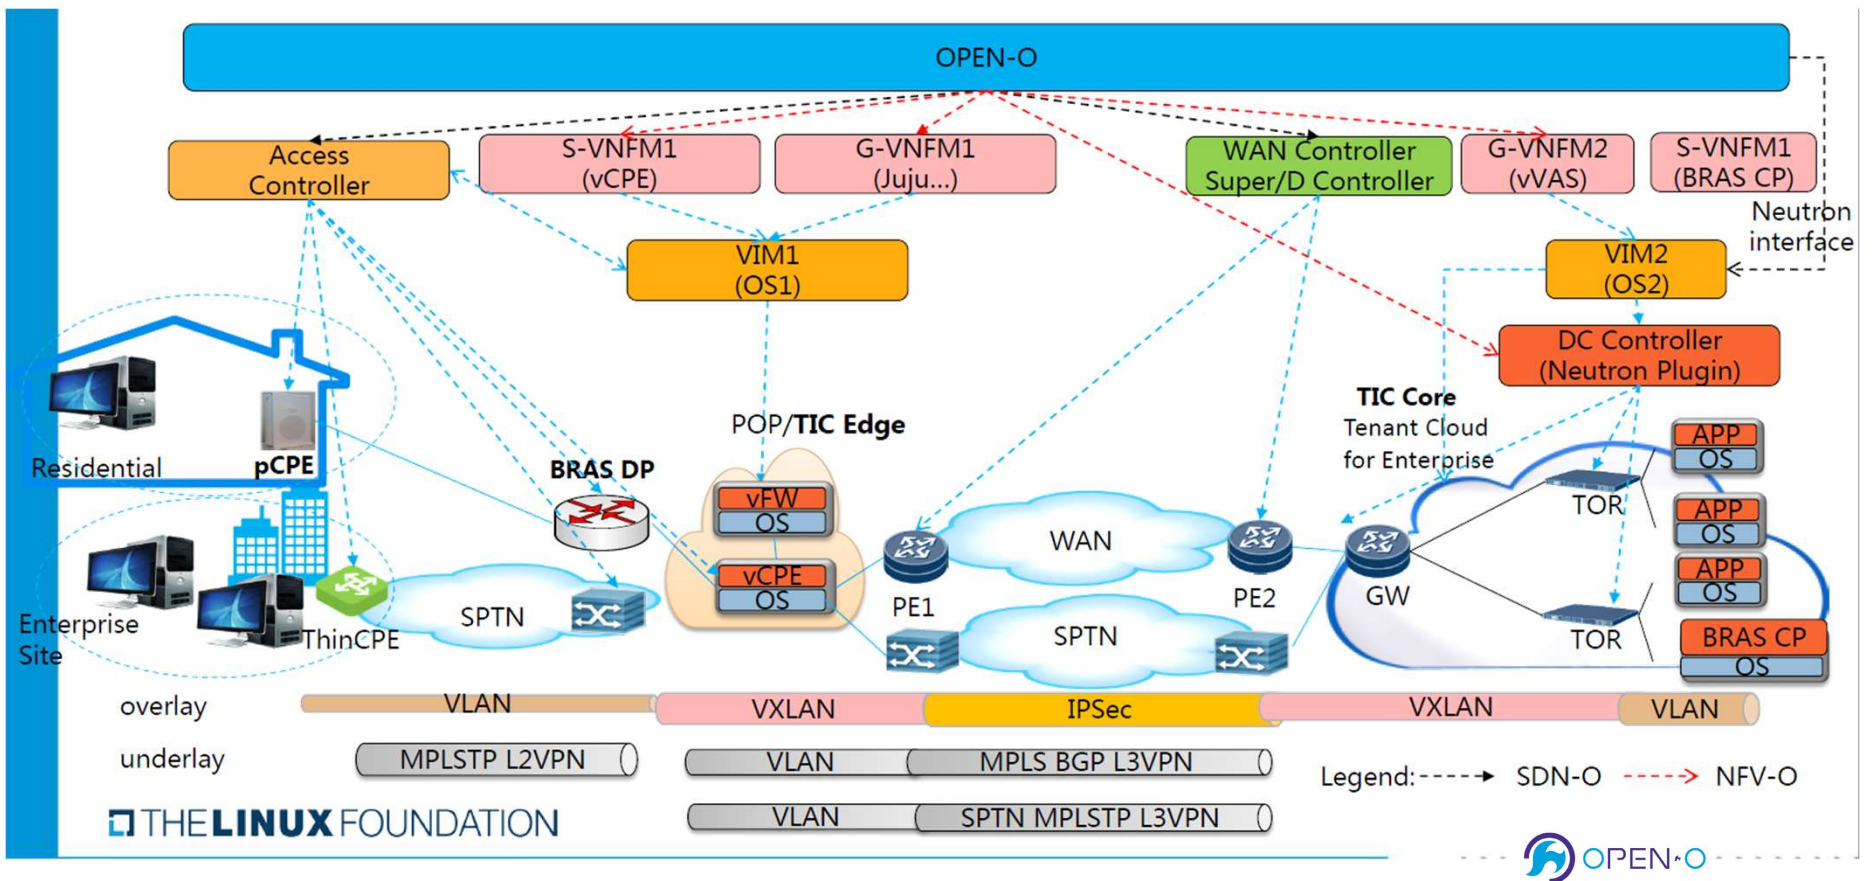 OPEN-O
Access
Controller
S-VNFM1
(vCPE)
G-VNFM1
(Juju...)
WAN Controller
Super/D Controller
G-VNFM2
(vVAS)
S-VNFM1
(BRAS CP)
Neutron
interface
VIM1
(OS1)
VIM2
(OS2)
DC Controller
(Neutron Plugin)
TIC Core
Tenant Cloud
for Enterprise
POP/TIC Edge
Residential
pCPE
BRAS DP
vFW
OS
vCPE
OS
WAN
PE1
PE2
GW
TOR
TOR
APP
OS
APP
OS
APP
OS
BRAS CP
OS
Enterprise
Site
ThinCPE
SPTN
SPTN
overlay
VLAN
VXLAN
IPSec
VXLAN
VLAN
underlay
MPLSTP L2VPN
VLAN
MPLS BGP L3VPN
Legend:
SDN-O
NFV-O
VLAN
SPTN MPLSTP L3VPN
THE LINUX FOUNDATION
OPEN-O